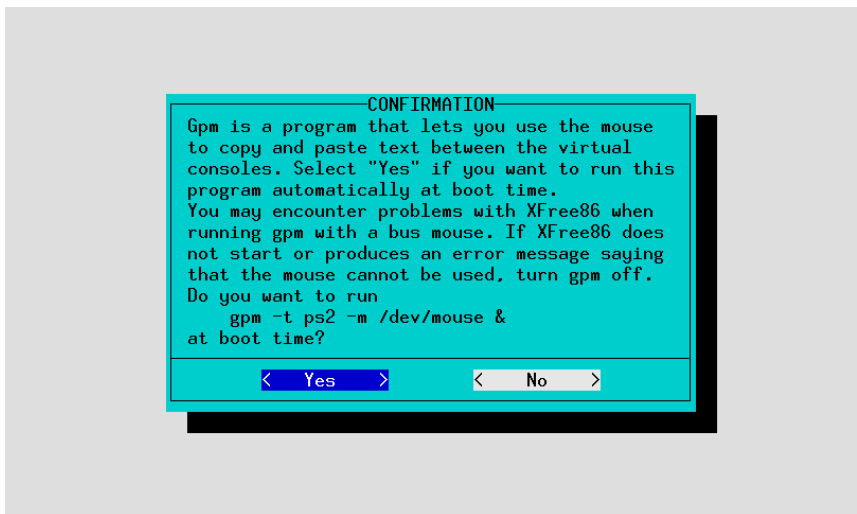 CONFIRMATION
Gpm is a program that lets you use the mouse
to copy and paste text between the virtual
consoles. Select "Yes" if you want to run this
program automatically at boot time.
You may encounter problems with XFree86 when
running gpm with a bus mouse. If XFree86 does
not start or produces an error message saying
that the mouse cannot be used, turn gpm off.
Do you want to run
gpm -t ps2 -m /dev/mouse &
at boot time?
< Yes > < No >